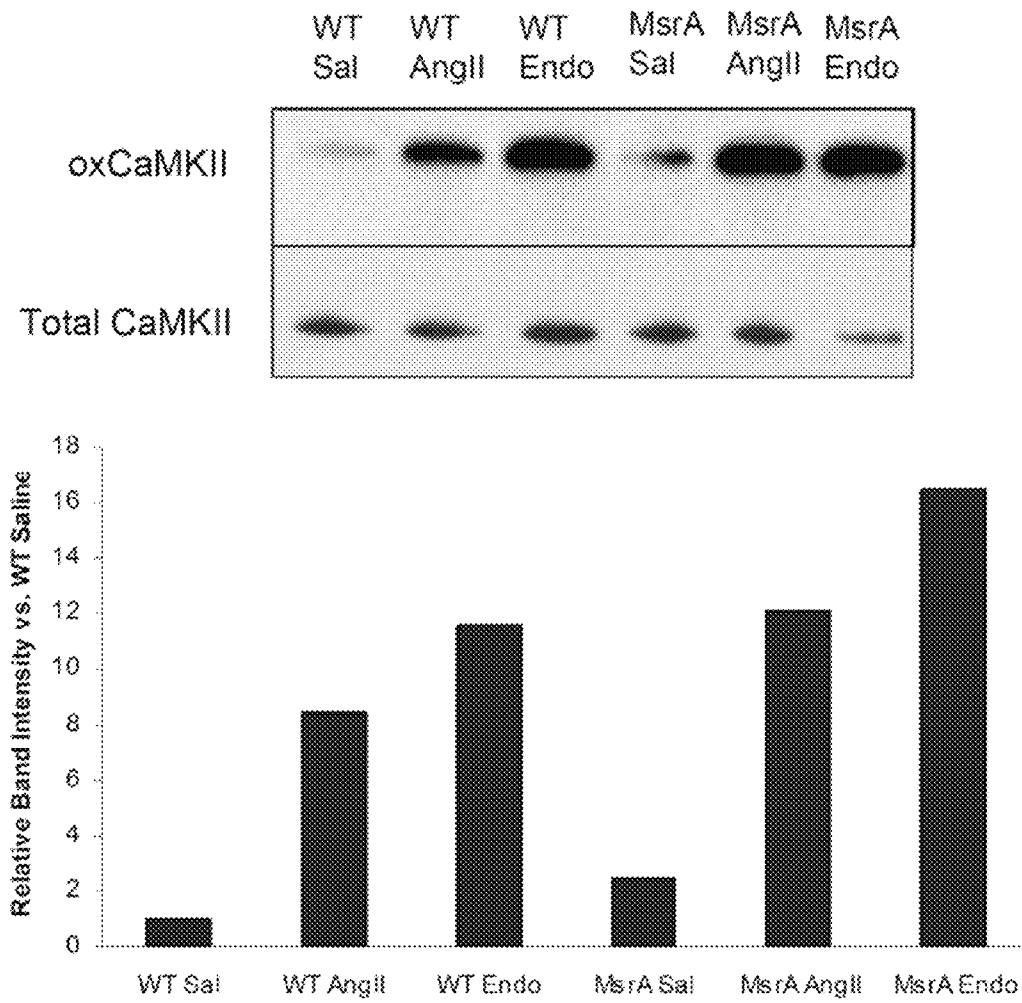 WT Sal
WT AngII
WT Endo
MsrA Sal
MsrA AngII
MsrA Endo
oxCaMKII
Total CaMKII
Relative Band Intensity vs. WT Saline
18
16
14
12
10
8
6
4
2
0
WT Sal
WT AngII
WT Endo
MsrA Sal
MsrA AngII
MsrA Endo